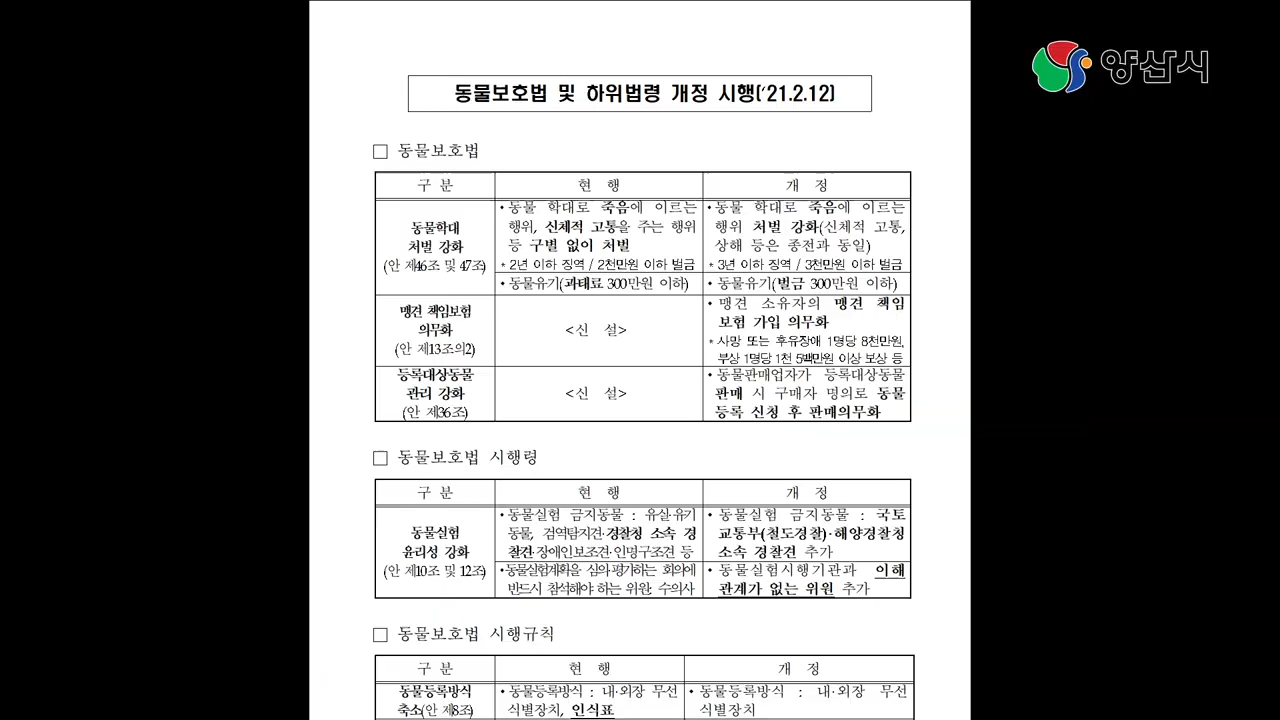 양산시
동물보호법 및 하위법령 개정 시행('21.2.12)
□ 동물보호법
구 분
현 행
개 정
동물학대
처벌 강화
(안 제46조 및 47조)
• 동물 학대로 죽음에 이르는
행위, 신체적 고통을 주는 행위
등 구별 없이 처벌
* 2년 이하 징역 / 2천만원 이하 벌금
• 동물 학대로 죽음에 이르는
행위 처벌 강화(신체적 고통,
상해 등은 종전과 동일)
* 3년 이하 징역 / 3천만원 이하 벌금
• 동물유기(과태료 300만원 이하)
• 동물유기(벌금 300만원 이하)
맹견 책임보험
의무화
(안 제13조의2)
<신 설>
• 맹견 소유자의 맹견 책임
보험 가입 의무화
* 사망 또는 후유장애 1명당 8천만원,
부상 1명당 1천 5백만원 이상 보상 등
등록대상동물
관리 강화
(안 제36조)
<신 설>
• 동물판매업자가 등록대상동물
판매 시 구매자 명의로 동물
등록 신청 후 판매의무화
□ 동물보호법 시행령
구 분
현 행
개 정
동물실험
윤리성 강화
(안 제10조 및 12조)
• 동물실험 금지동물 : 유실·유기
동물, 검역탐지견·경찰청 소속 경
찰견·장애인보조견·인명구조견 등
• 동물실험 금지동물 : 국토
교통부(철도경찰)·해양경찰청
소속 경찰견 추가
• 동물실험계획을 심의·평가하는 회의에
반드시 참석해야 하는 위원: 수의사
• 동물실험시행기관과 이해
관계가 없는 위원 추가
□ 동물보호법 시행규칙
구 분
현 행
개 정
동물등록방식
축소(안 제8조)
• 동물등록방식 : 내·외장 무선
식별장치, 인식표
• 동물등록방식 : 내·외장 무선
식별장치